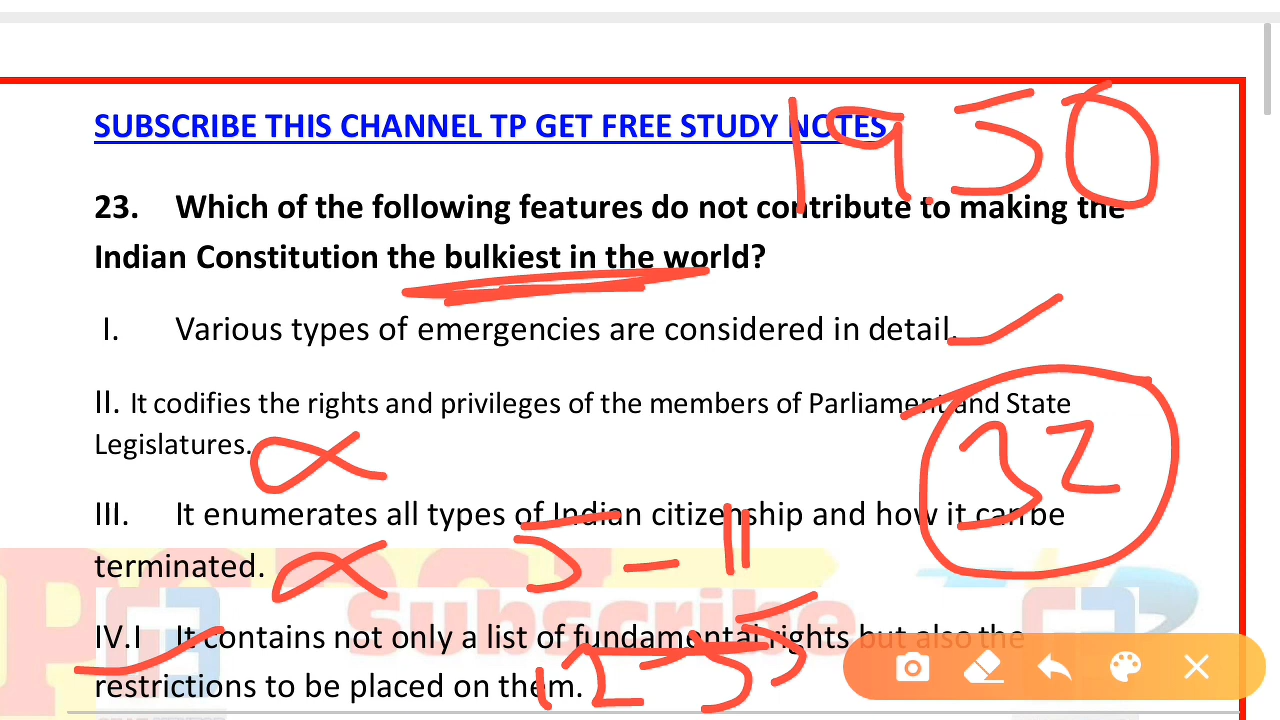 SUBSCRIBE THIS CHANNEL TP GET FREE STUDY NOTES
1950
23. Which of the following features do not contribute to making the
Indian Constitution the bulkiest in the world?
I. Various types of emergencies are considered in detail.
II. It codifies the rights and privileges of the members of Parliament and State
Legislatures.
32
III. It enumerates all types of Indian citizenship and how it can be
terminated.
5-11
Subscribe
IV.I It contains not only a list of fundamental rights but also the
restrictions to be placed on them.
12-35